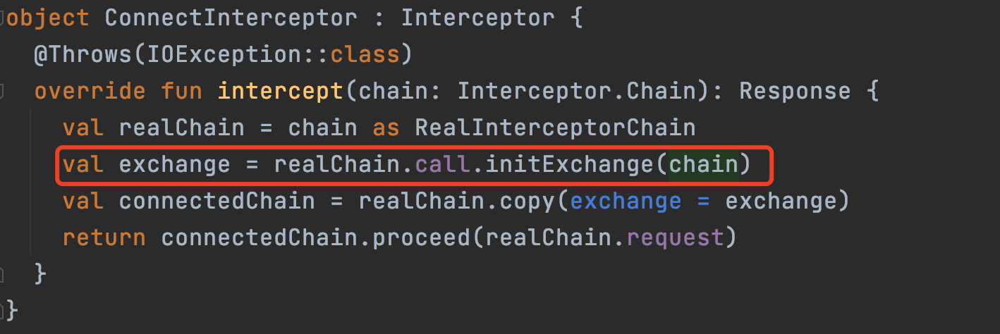 object ConnectInterceptor : Interceptor {
@Throws(IOException::class)
override fun intercept(chain: Interceptor.Chain): Response {
val realChain = chain as RealInterceptorChain
val exchange = realChain.call.initExchange(chain)
val connectedChain = realChain.copy(exchange = exchange)
return connectedChain.proceed(realChain.request)
}
}